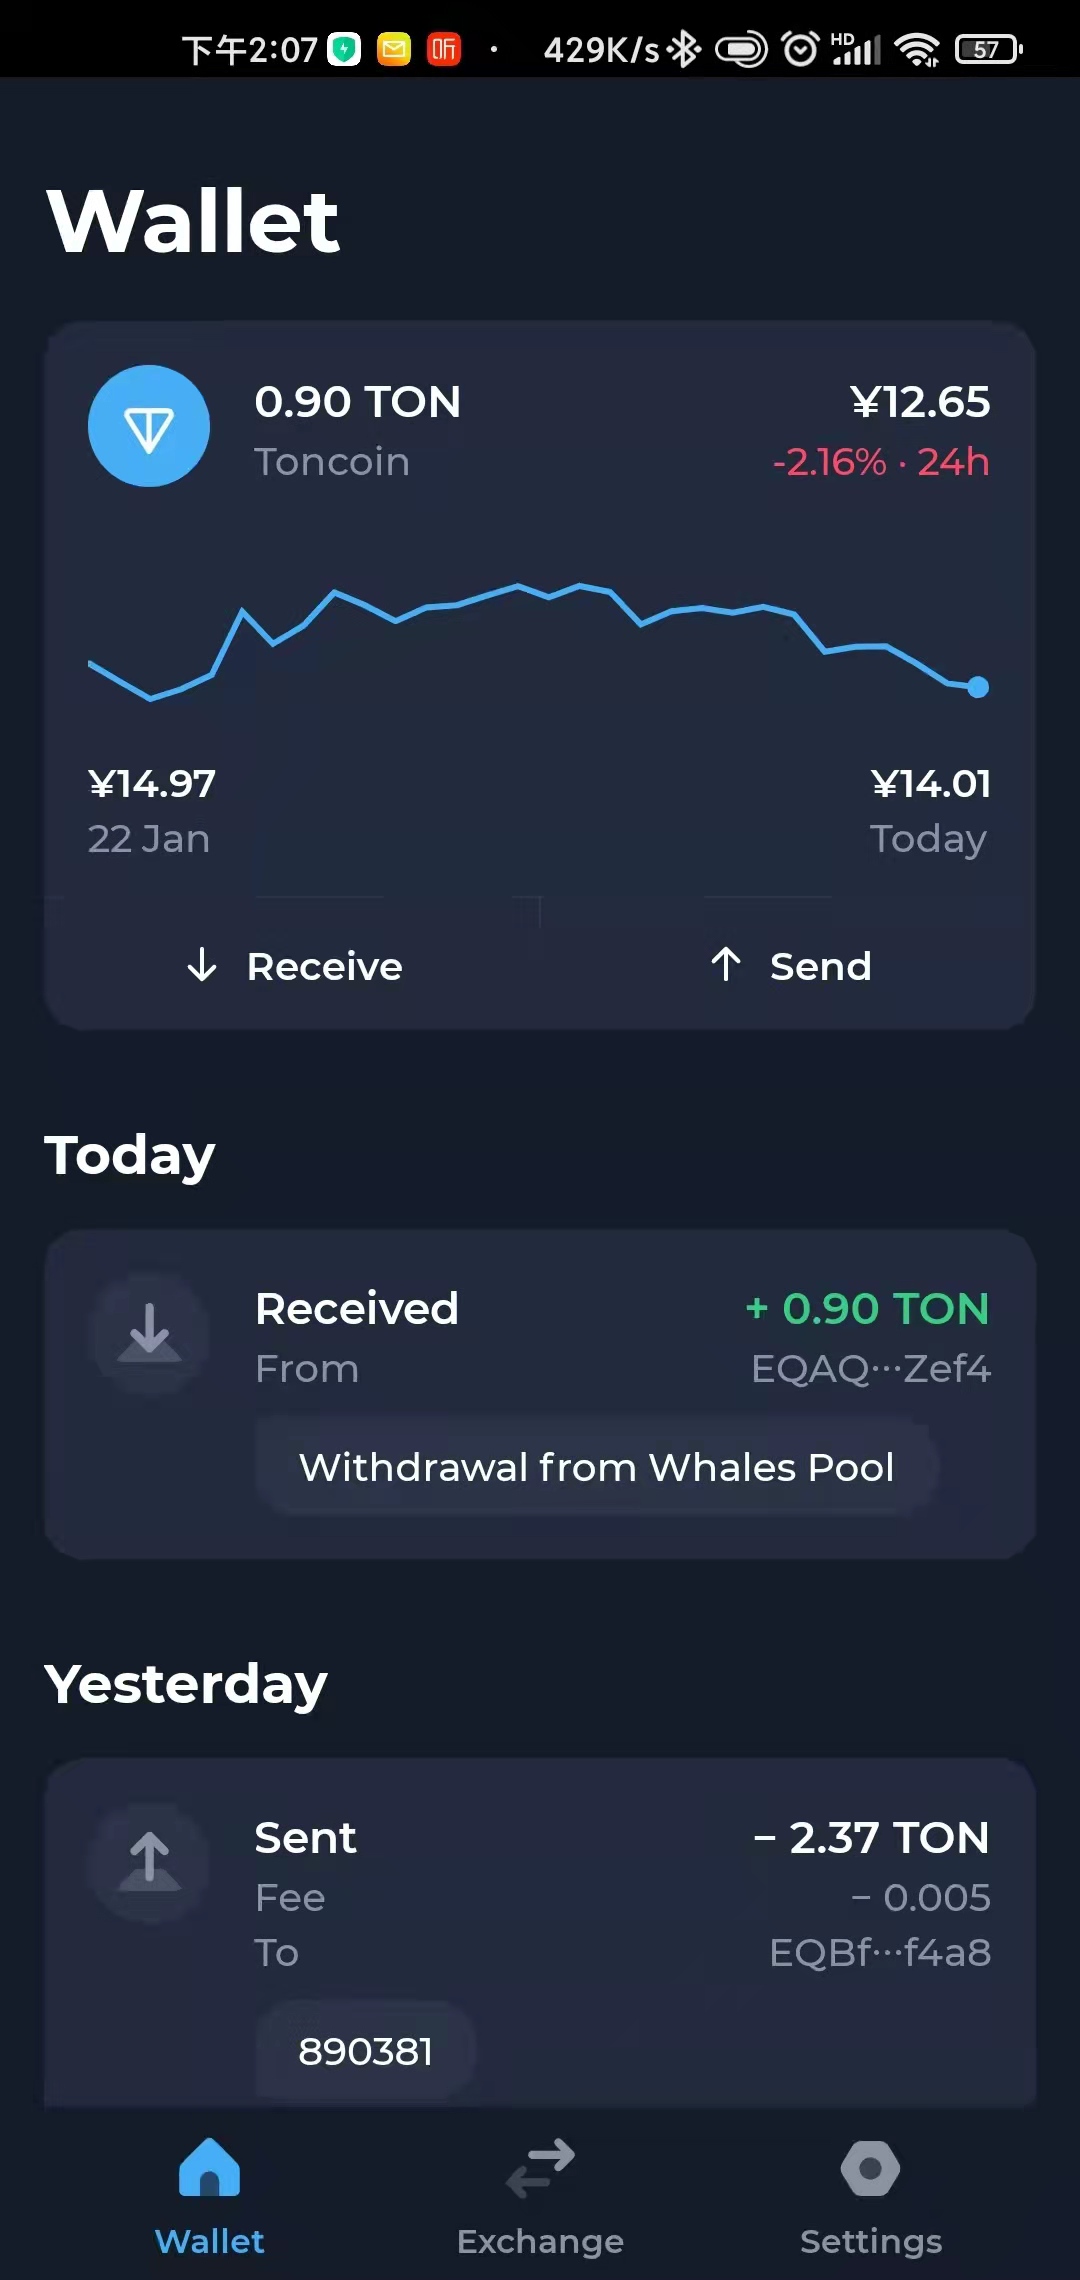 下午2:07 听 · 429K/s HD 57
Wallet
0.90 TON ¥12.65
Toncoin -2.16% · 24h
¥14.97 ¥14.01
22 Jan Today
Receive Send
Today
Received + 0.90 TON
From EQAQ···Zef4
Withdrawal from Whales Pool
Yesterday
Sent − 2.37 TON
Fee − 0.005
To EQBf···f4a8
890381
Wallet Exchange Settings